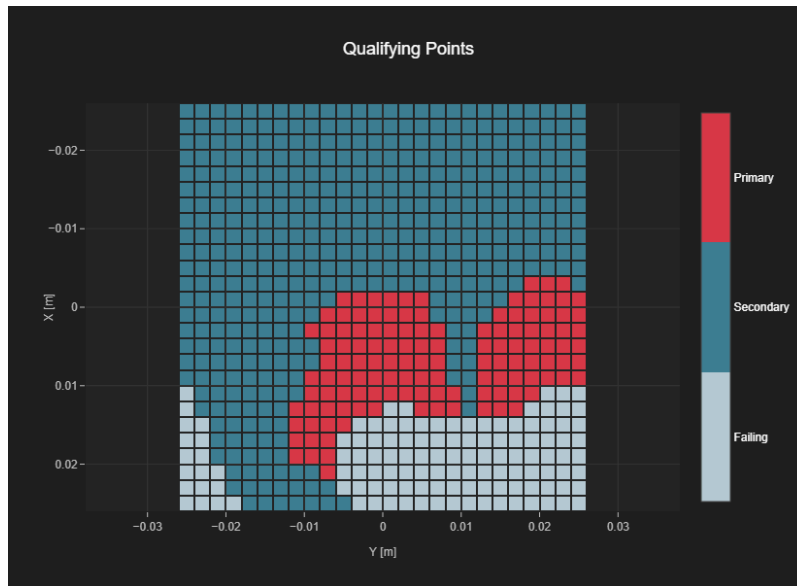 Qualifying Points
−0.02
−0.01
0
0.01
0.02
X [m]
−0.03
−0.02
−0.01
0
0.01
0.02
0.03
Y [m]
Primary
Secondary
Failing